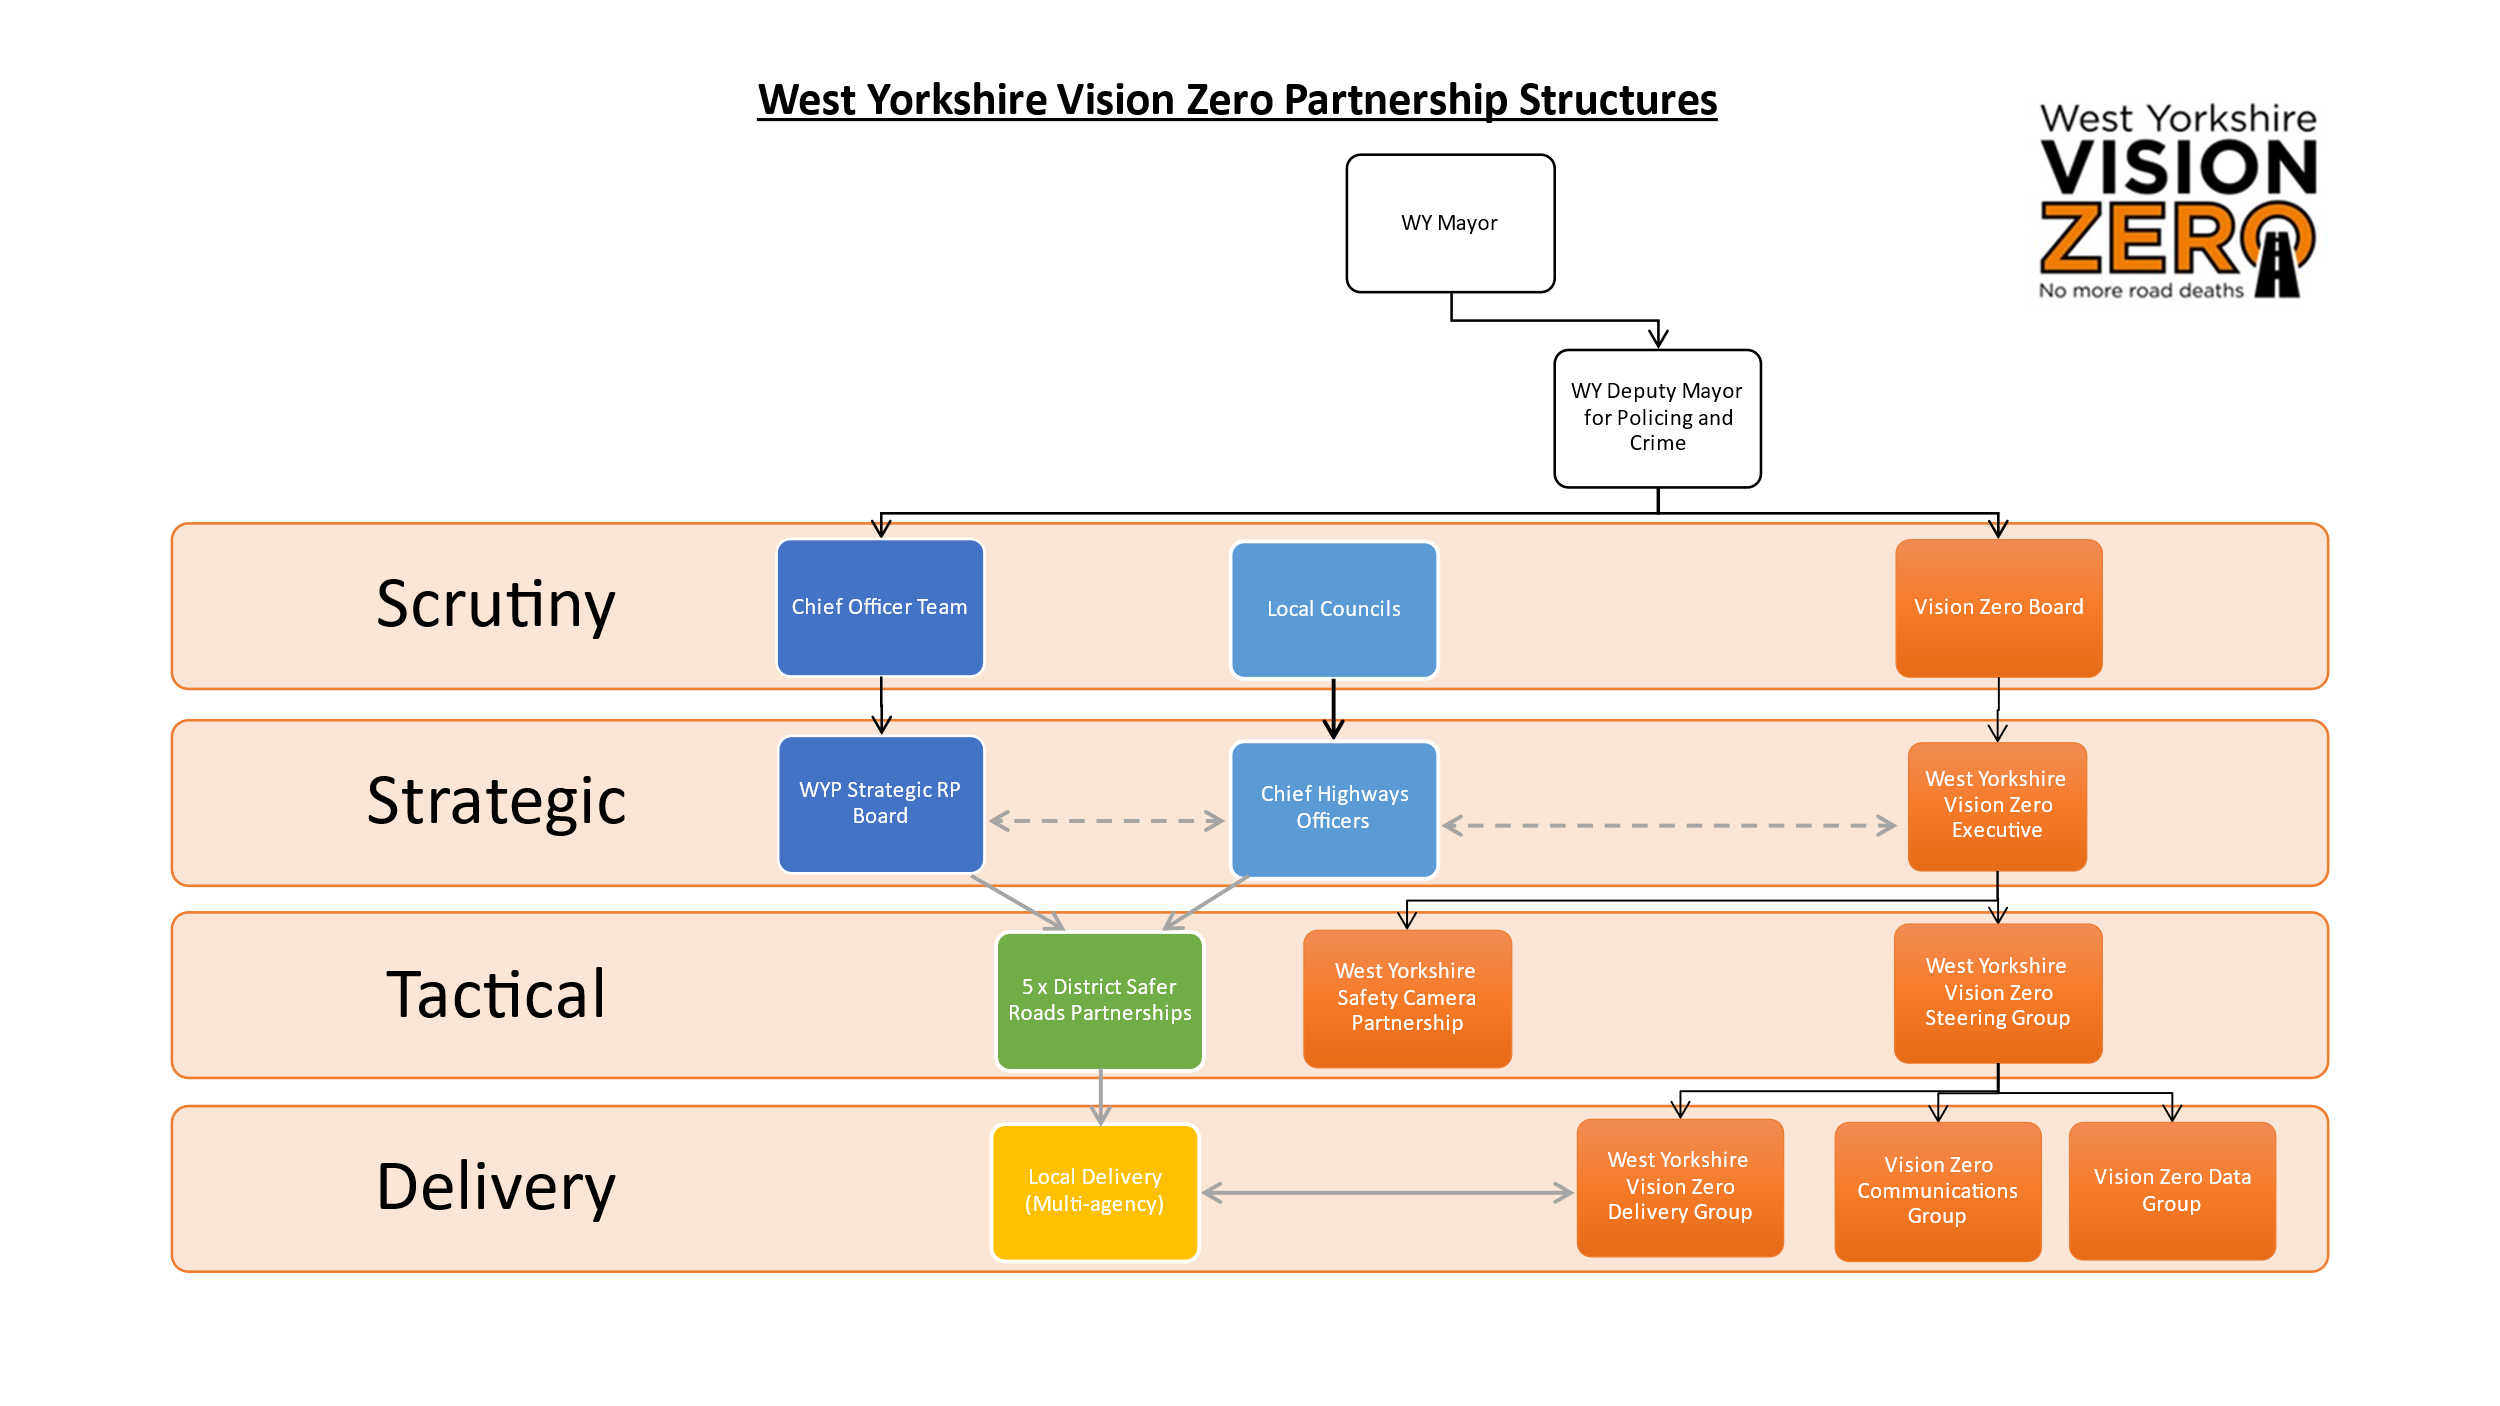 West Yorkshire Vision Zero Partnership Structures
West Yorkshire
VISION
ZERO
No more road deaths
WY Mayor
WY Deputy Mayor
for Policing and
Crime
Scrutiny
Chief Officer Team
Local Councils
Vision Zero Board
Strategic
WYP Strategic RP
Board
Chief Highways
Officers
West Yorkshire
Vision Zero
Executive
Tactical
5 x District Safer
Roads Partnerships
West Yorkshire
Safety Camera
Partnership
West Yorkshire
Vision Zero
Steering Group
Delivery
Local Delivery
(Multi-agency)
West Yorkshire
Vision Zero
Delivery Group
Vision Zero
Communications
Group
Vision Zero Data
Group